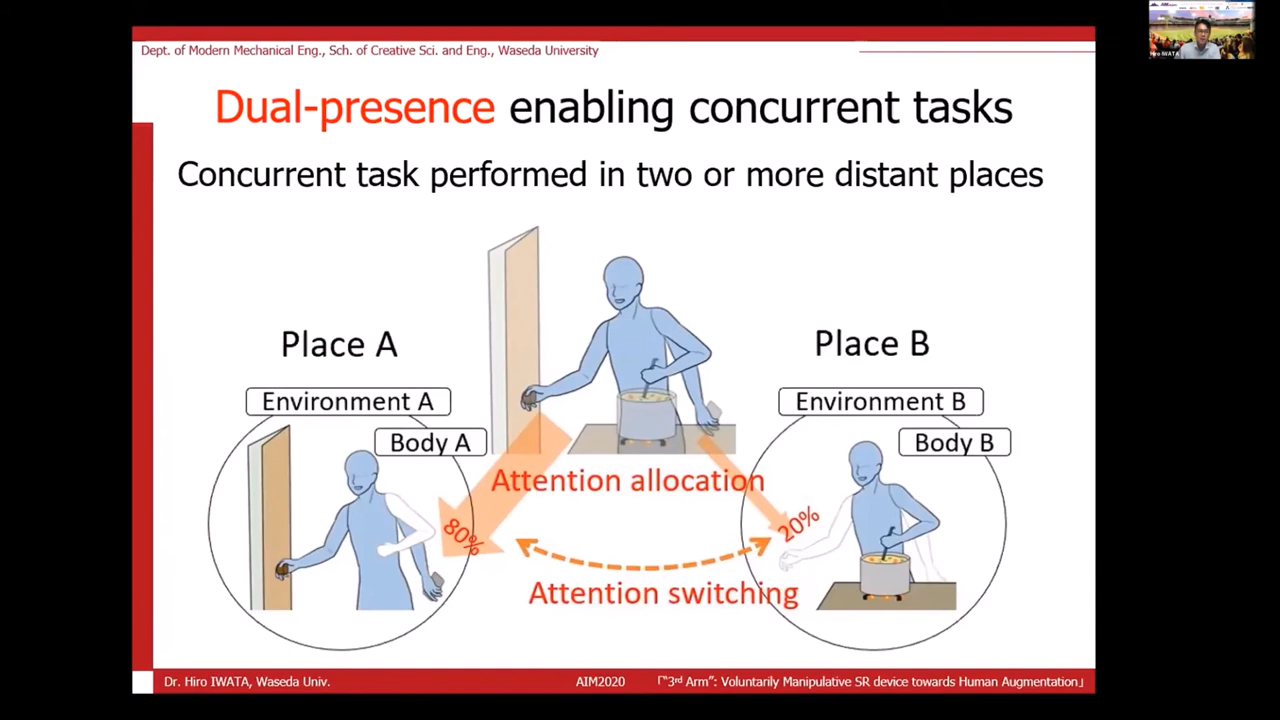 Dept. of Modern Mechanical Eng., Sch. of Creative Sci. and Eng., Waseda University
Dual-presence enabling concurrent tasks
Concurrent task performed in two or more distant places
Place A
Place B
Environment A
Environment B
Body A
Body B
Attention allocation
80%
20%
Attention switching
Dr. Hiro IWATA, Waseda Univ.
AIM2020
「"3rd Arm": Voluntarily Manipulative SR device towards Human Augmentation」
Hiro IWATA